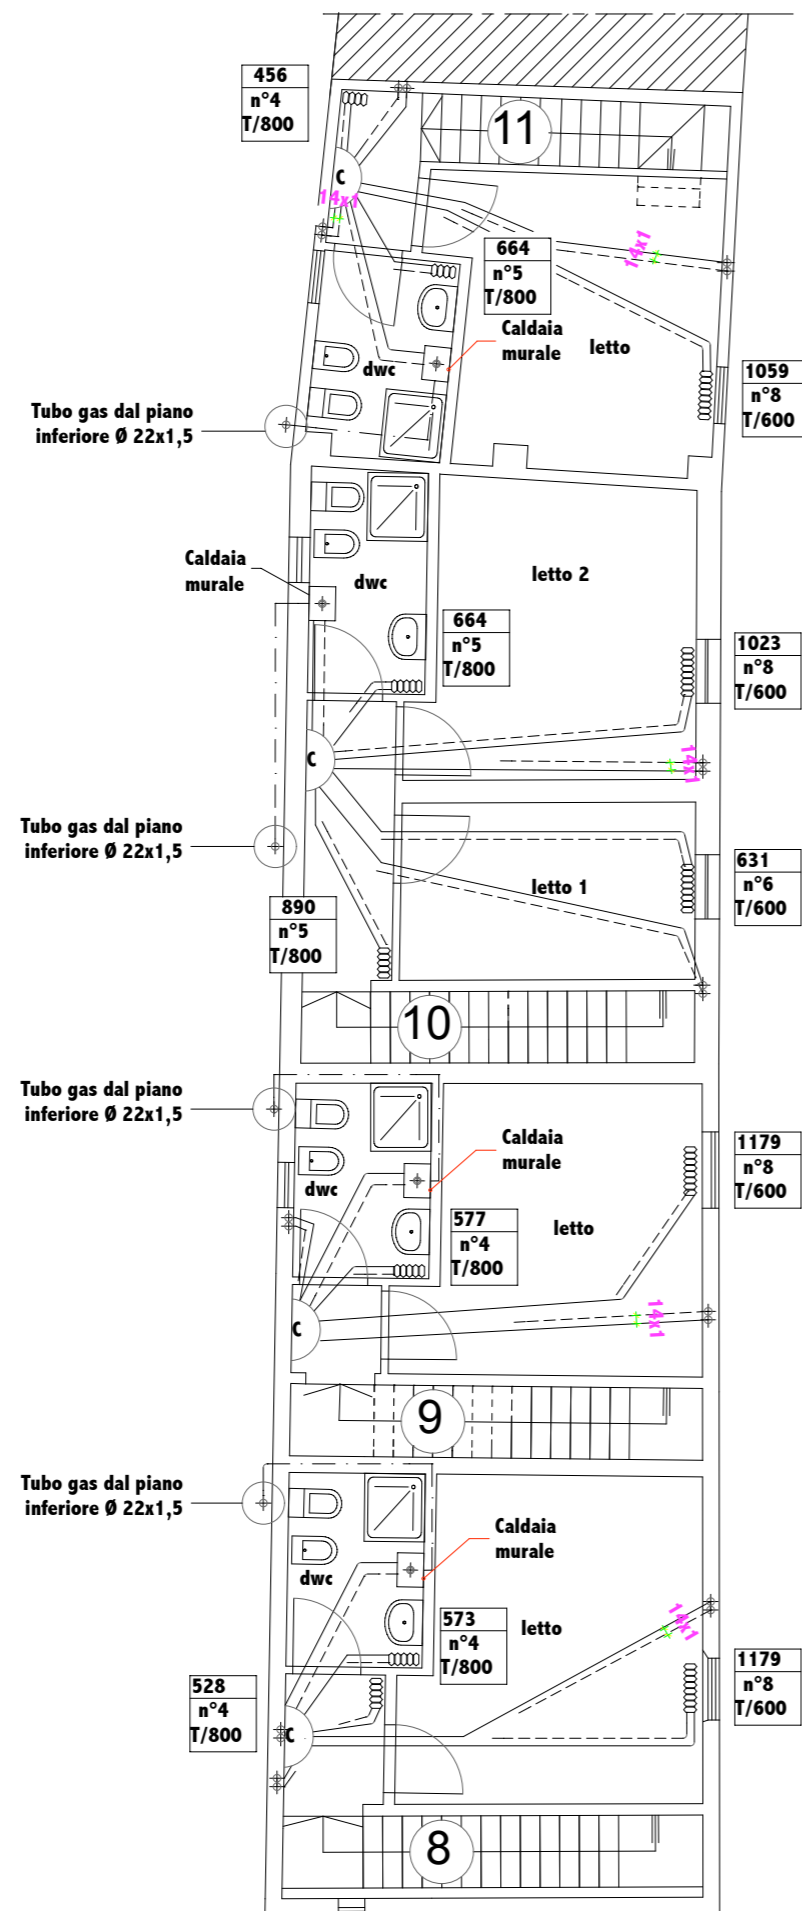 456
n°4
T/800
11
C
14x1
14x1
664
n°5
T/800
Caldaia
murale
letto
dwc
1059
n°8
T/600
Tubo gas dal piano
inferiore Ø 22x1,5
Caldaia
murale
dwc
letto 2
664
n°5
T/800
1023
n°8
T/600
C
14x1
Tubo gas dal piano
inferiore Ø 22x1,5
631
n°6
T/600
letto 1
890
n°5
T/800
10
Tubo gas dal piano
inferiore Ø 22x1,5
Caldaia
murale
1179
n°8
T/600
dwc
577
n°4
T/800
letto
C
14x1
9
Tubo gas dal piano
inferiore Ø 22x1,5
Caldaia
murale
dwc
573
n°4
T/800
letto
14x1
1179
n°8
T/600
528
n°4
T/800
C
8